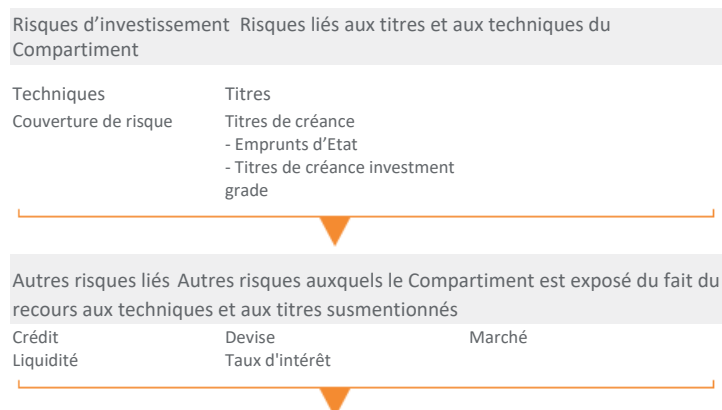 Risques d’investissement Risques liés aux titres et aux techniques du
Compartiment
Techniques Titres
Couverture de risque Titres de créance
- Emprunts d’Etat
- Titres de créance investment
grade
Autres risques liés Autres risques auxquels le Compartiment est exposé du fait du
recours aux techniques et aux titres susmentionnés
Crédit Devise Marché
Liquidité Taux d'intérêt